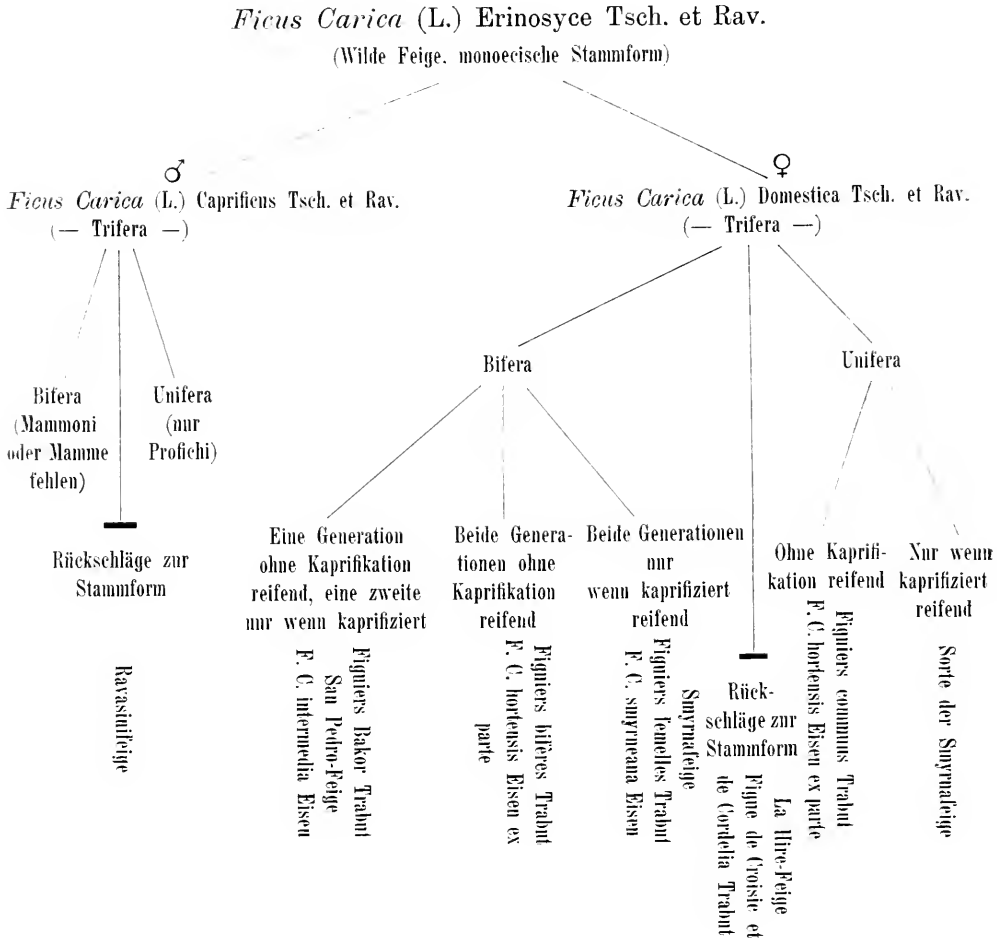 Ficus Carica (L.) Erinosyce Tsch. et Rav.
(Wilde Feige, monoecische Stammform)
♂
Ficus Carica (L.) Caprificus Tsch. et Rav.
(— Trifera —)
♀
Ficus Carica (L.) Domestica Tsch. et Rav.
(— Trifera —)
Bifera
(Mammoni
oder Mamme
fehlen)
Unifera
(nur
Profichi)
Rückschläge zur
Stammform
Ravasinifeige
Bifera
Unifera
Eine Generation
ohne Kaprifikation
reifend, eine zweite
nur wenn kaprifiziert
Figuiers Bakor Trabut
San Pedro-Feige
F. C. intermedia Eisen
Beide Genera-
tionen ohne
Kaprifikation
reifend
Figuiers bifères Trabut
F. C. hortensis Eisen ex
parte
Beide Generationen
nur
wenn kaprifiziert
reifend
Smyrnafeige
Figuiers femelles Trabut
F. C. smyrneana Eisen
Rück-
schläge zur
Stammform
La Hire-Feige
Figue de Croisic et
de Cordelia Trabut
Ohne Kaprifi-
kation reifend
Figuiers communs Trabut
F. C. hortensis Eisen ex parte
Nur wenn
kaprifiziert
reifend
Sorte der Smyrnafeige